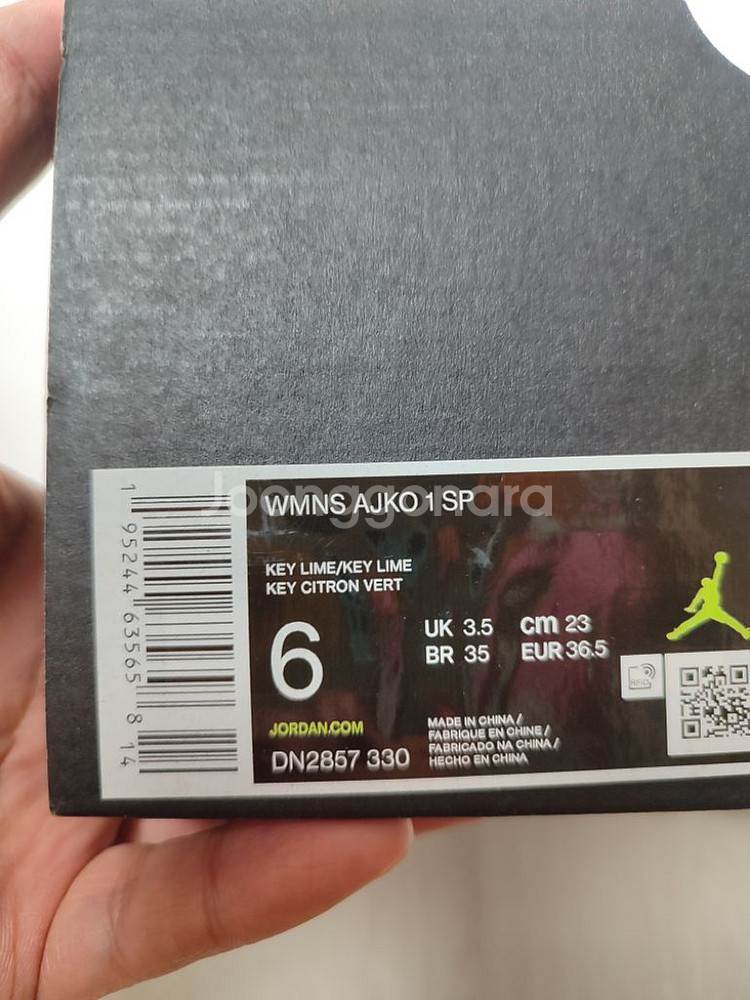 Joonggonara
WMNS AJKO 1 SP
KEY LIME/KEY LIME
KEY CITRON VERT
6
UK 3.5 cm 23
BR 35 EUR 36.5
RFID
JORDAN.COM
DN2857 330
MADE IN CHINA /
FABRIQUE EN CHINE /
FABRICADO NA CHINA /
HECHO EN CHINA
1 95244 63565 8 14